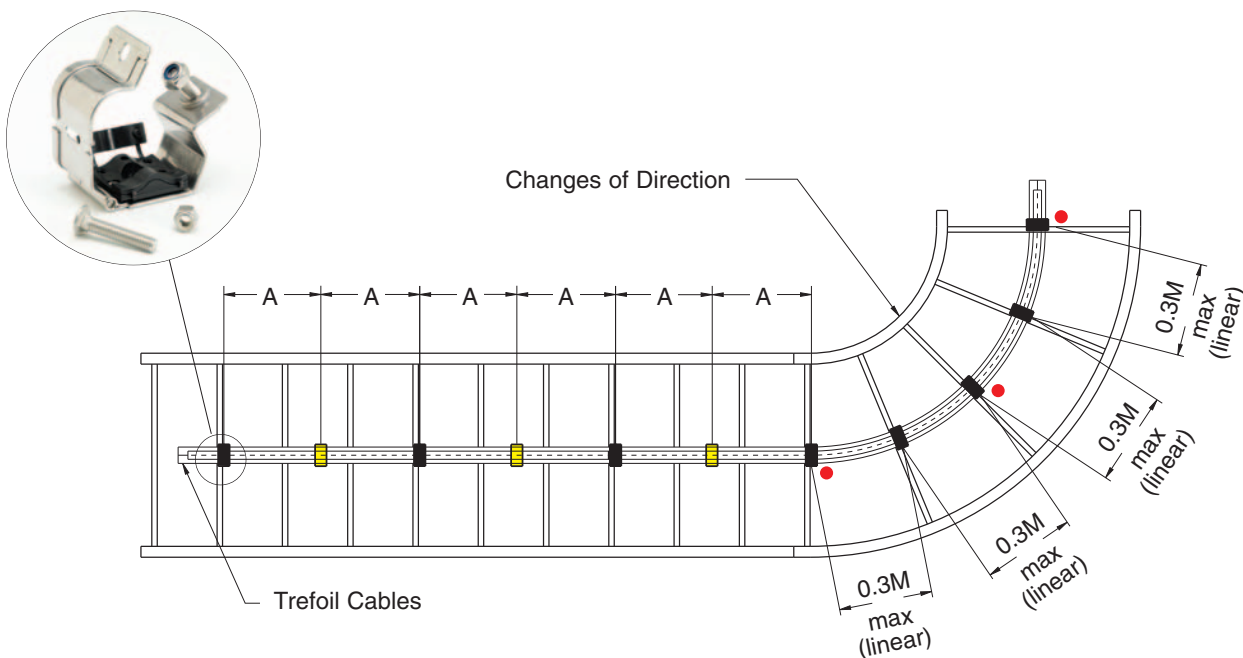 Changes of Direction
A
A
A
A
A
A
0.3M
max
(linear)
0.3M
max
(linear)
0.3M
max
(linear)
0.3M
max
(linear)
Trefoil Cables